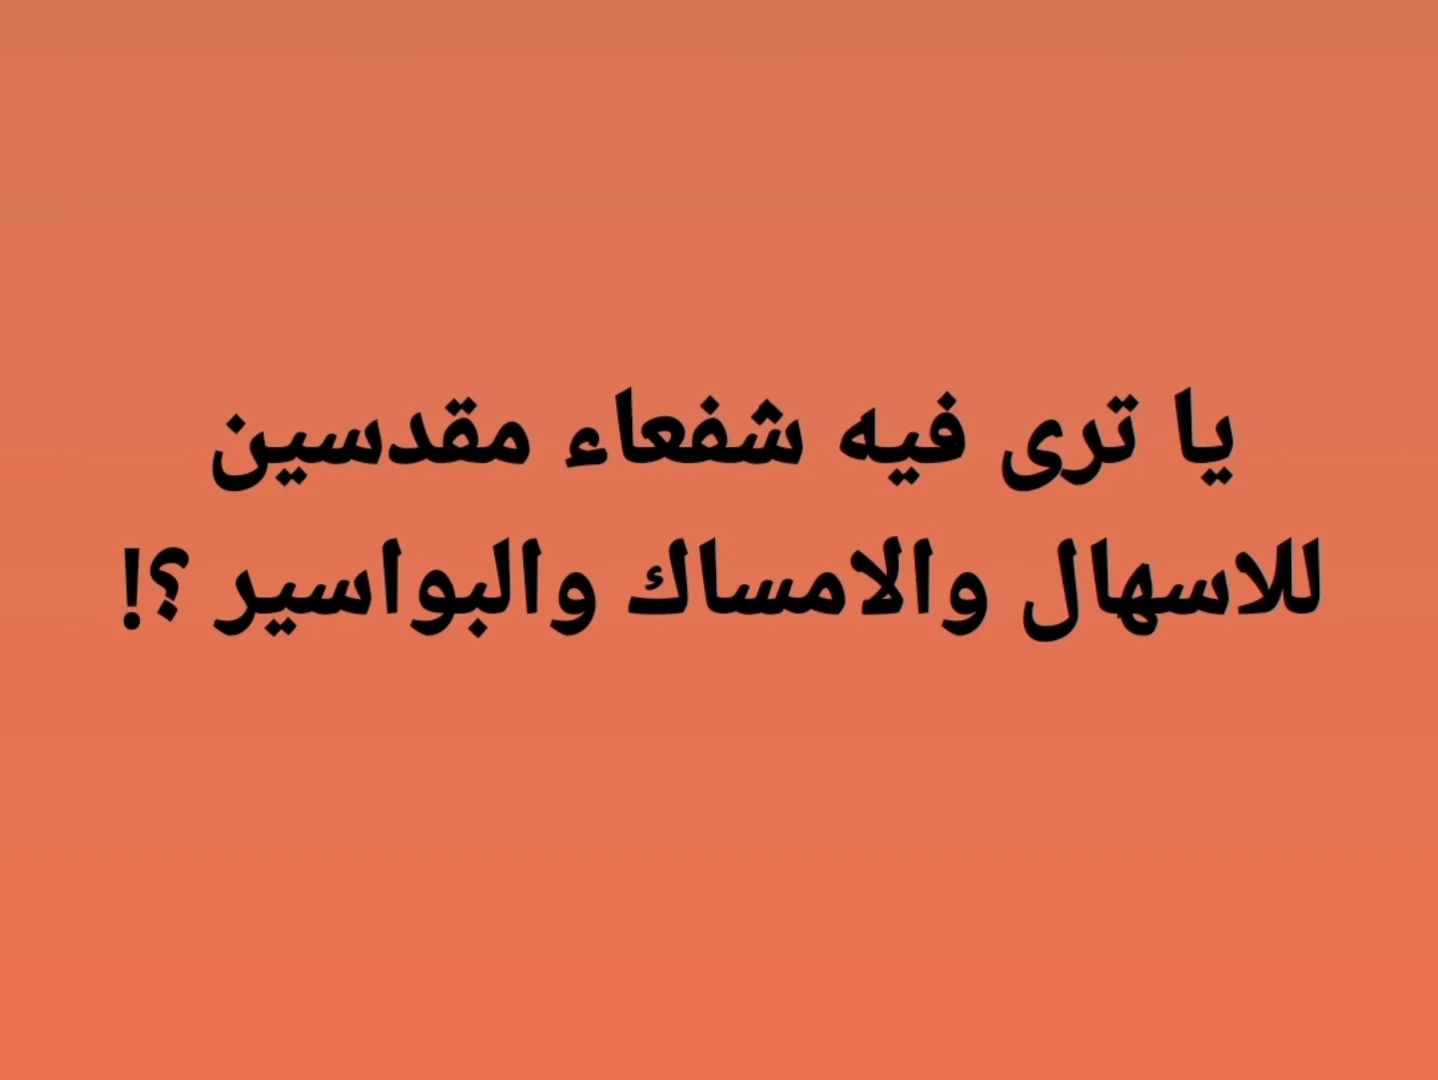 يا ترى فيه شفعاء مقدسين
للاسهال والامساك والبواسير ؟!